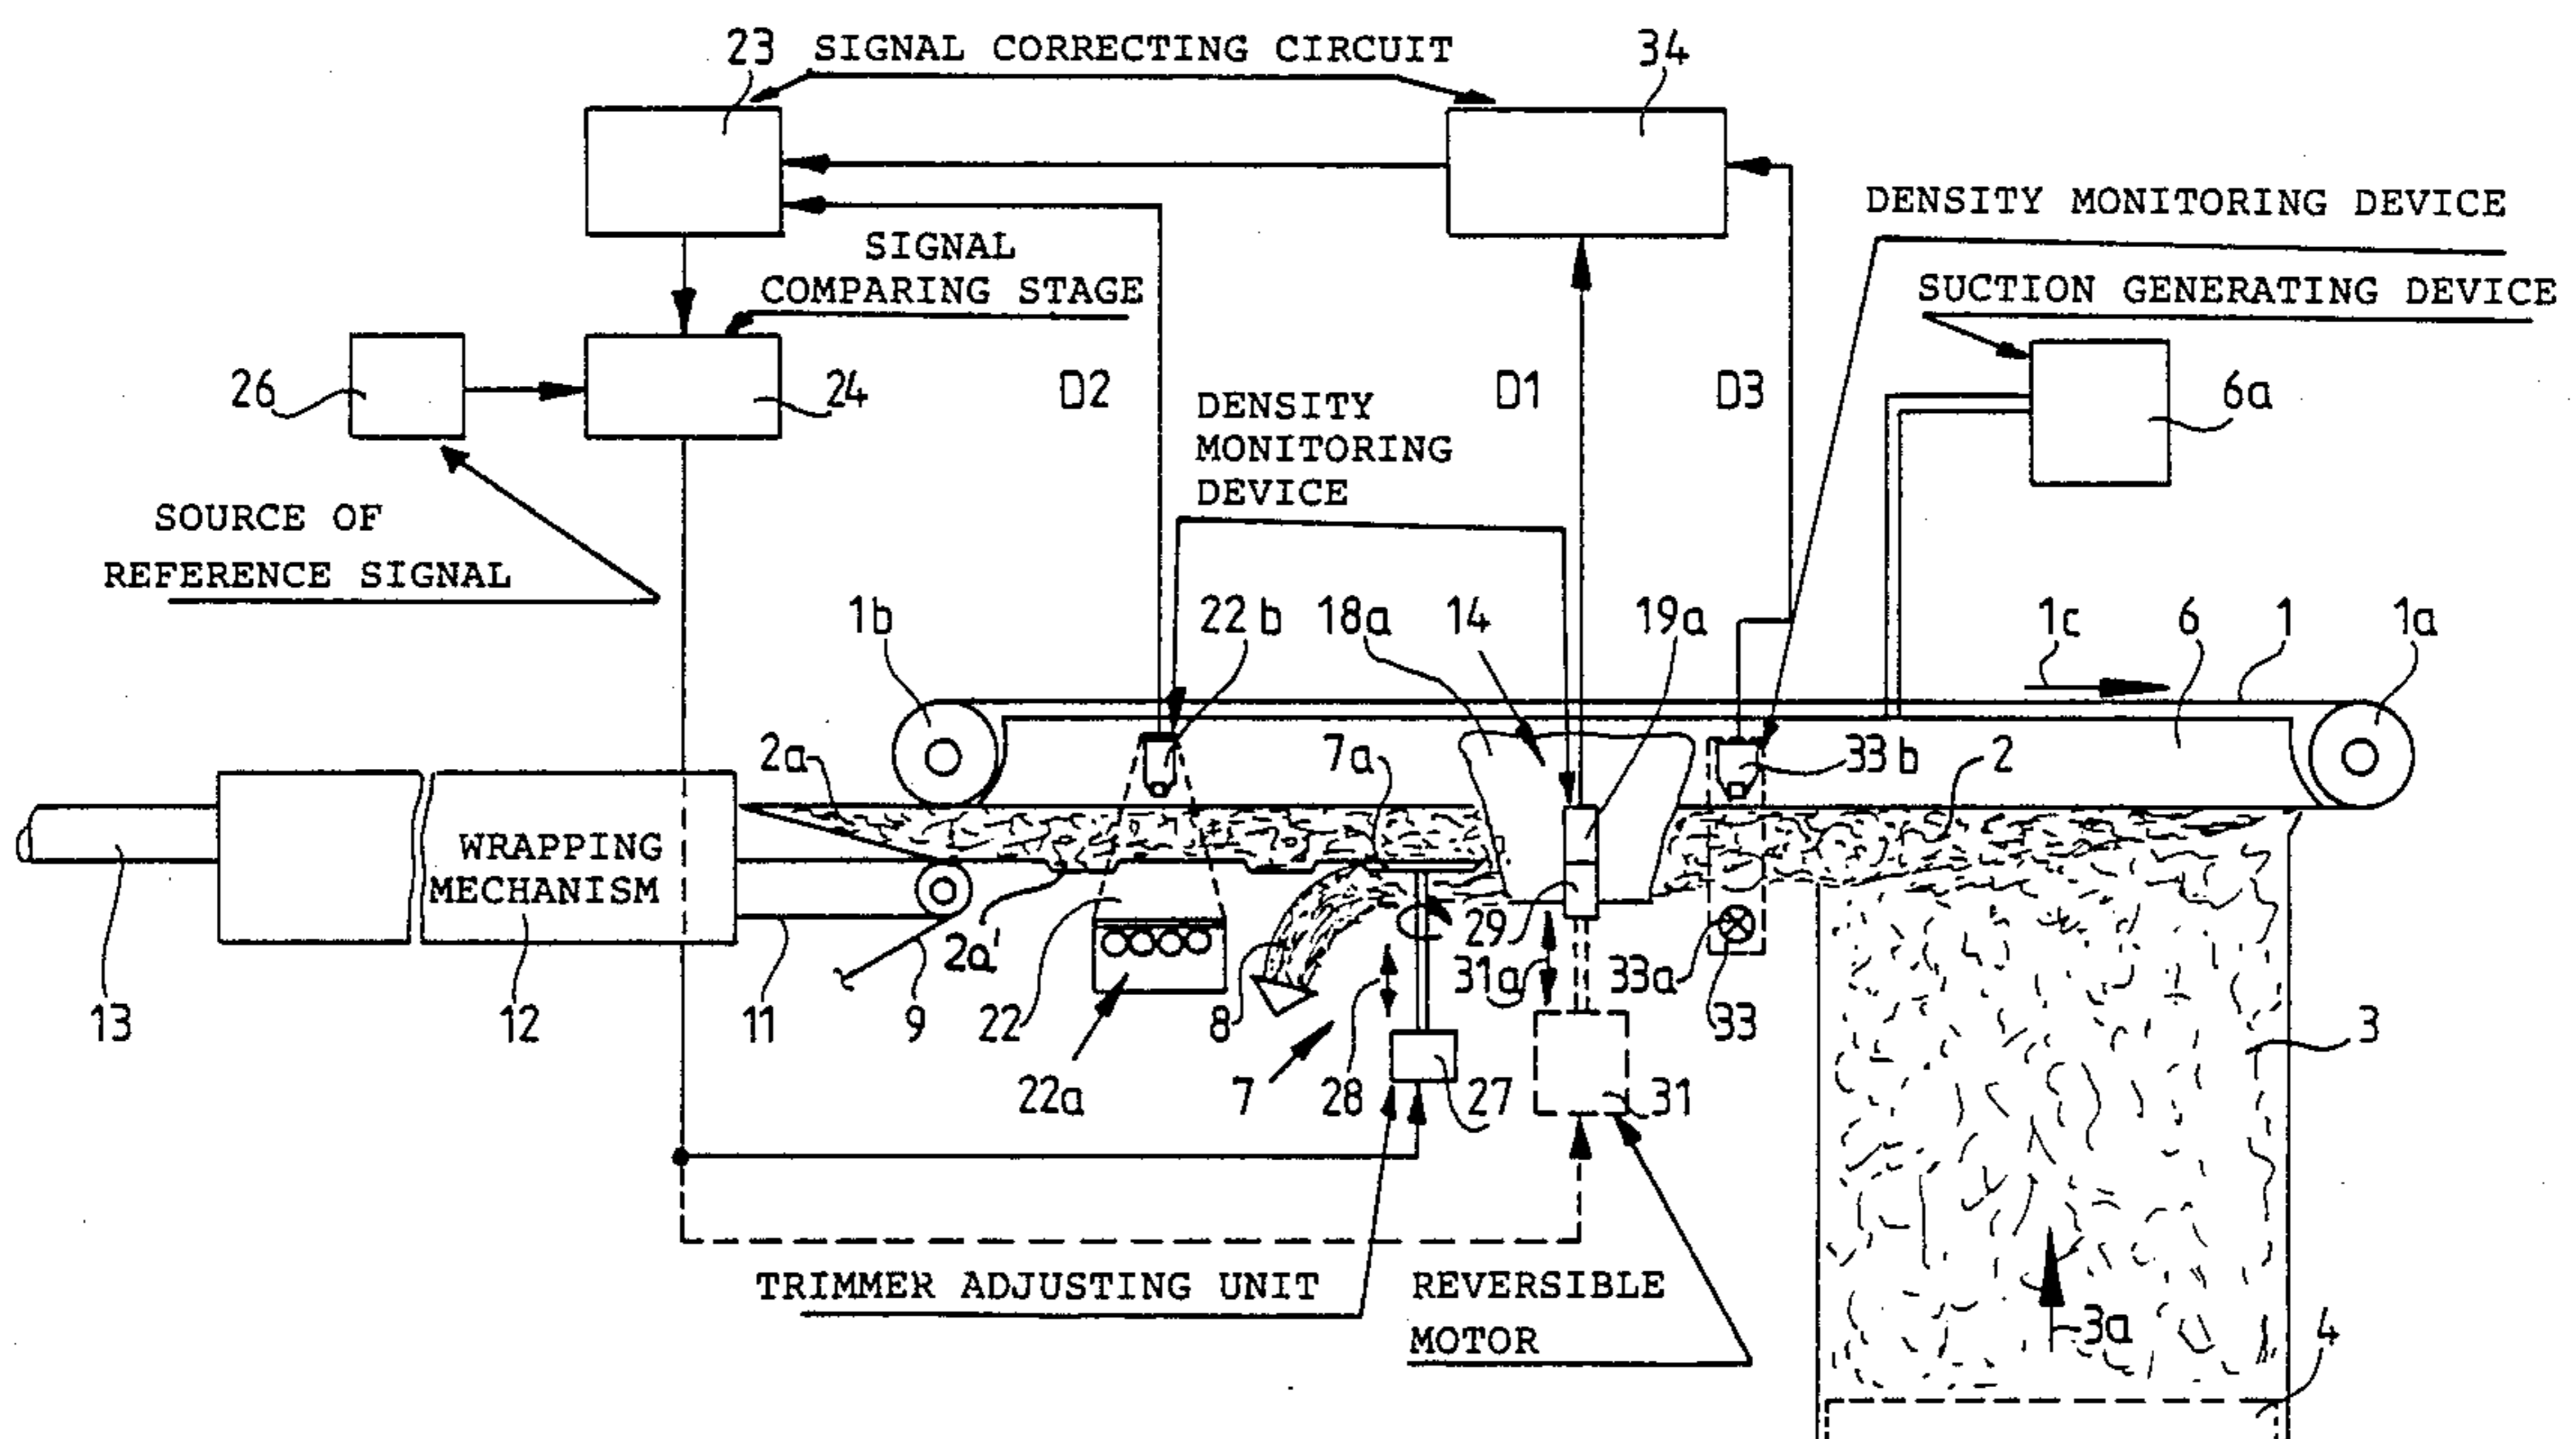 23 SIGNAL CORRECTING CIRCUIT 34
DENSITY MONITORING DEVICE
SIGNAL
COMPARING STAGE
SUCTION GENERATING DEVICE
26 24 D2 D1 D3 6a
DENSITY
MONITORING
DEVICE
SOURCE OF
REFERENCE SIGNAL
1b 22b 18a 14 19a 1c 6 1 1a
2a 7a 33b 2
WRAPPING
MECHANISM
2a' 29 31a 33a
13 12 11 9 22 8 28 33 3
22a 7 27 31
TRIMMER ADJUSTING UNIT
REVERSIBLE
MOTOR
3a 4